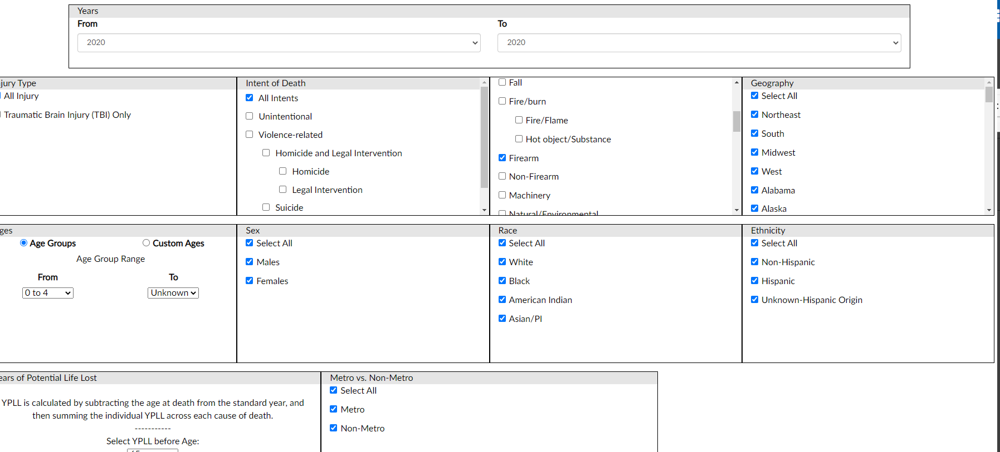 Years
From
To
2020
2020
jury Type
All Injury
Traumatic Brain Injury (TBI) Only
Intent of Death
All Intents
Unintentional
Violence-related
Homicide and Legal Intervention
Homicide
Legal Intervention
Suicide
Fall
Fire/burn
Fire/Flame
Hot object/Substance
Firearm
Non-Firearm
Machinery
Natural/Environmental
Geography
Select All
Northeast
South
Midwest
West
Alabama
Alaska
ges
Age Groups
Custom Ages
Age Group Range
From
To
0 to 4
Unknown
Sex
Select All
Males
Females
Race
Select All
White
Black
American Indian
Asian/PI
Ethnicity
Select All
Non-Hispanic
Hispanic
Unknown-Hispanic Origin
ears of Potential Life Lost
YPLL is calculated by subtracting the age at death from the standard year, and
then summing the individual YPLL across each cause of death.
-----------
Select YPLL before Age:
Metro vs. Non-Metro
Select All
Metro
Non-Metro